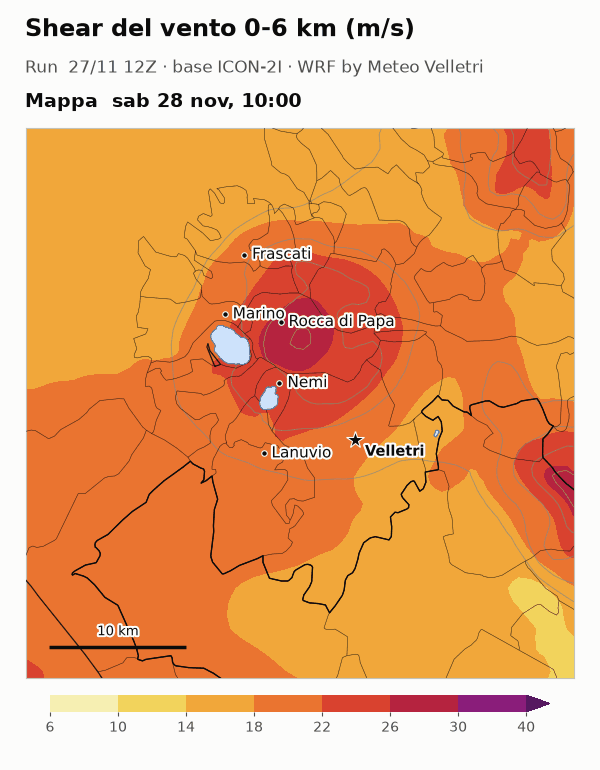 Shear del vento 0-6 km (m/s)
Run  27/11 12Z · base ICON-2I · WRF by Meteo Velletri
Mappa  sab 28 nov, 10:00
Frascati
Marino
Rocca di Papa
Nemi
Velletri
Lanuvio
10 km
6 10 14 18 22 26 30 40